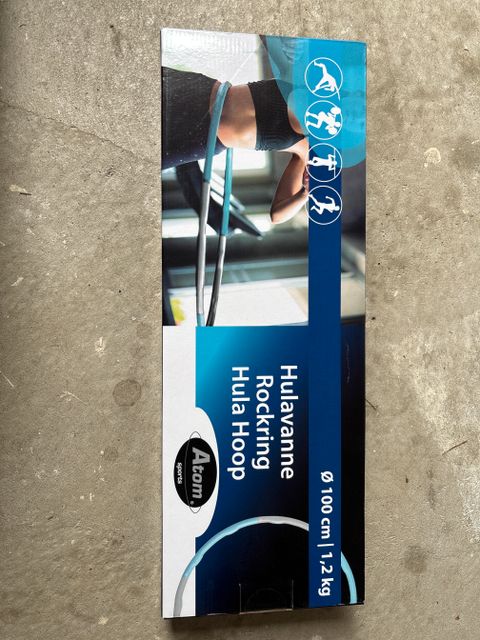 Hulavanne
Rockring
Hula Hoop
Ø 100 cm | 1,2 kg
Atom
sports